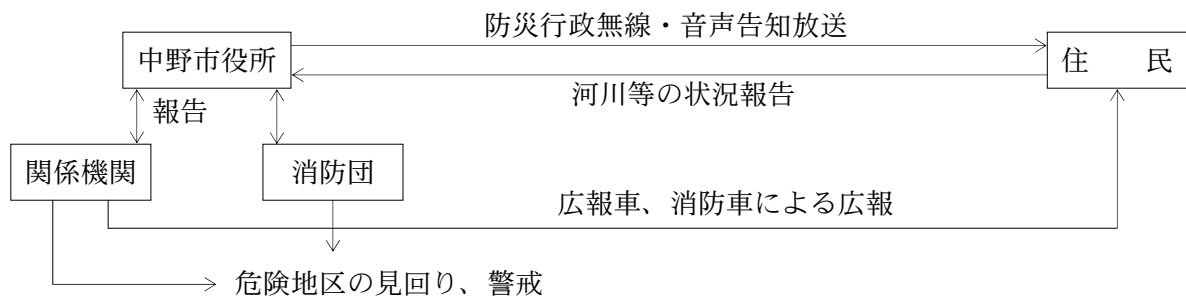 防災行政無線・音声告知放送
中野市役所
住　　民
河川等の状況報告
報告
関係機関
消防団
広報車、消防車による広報
危険地区の見回り、警戒